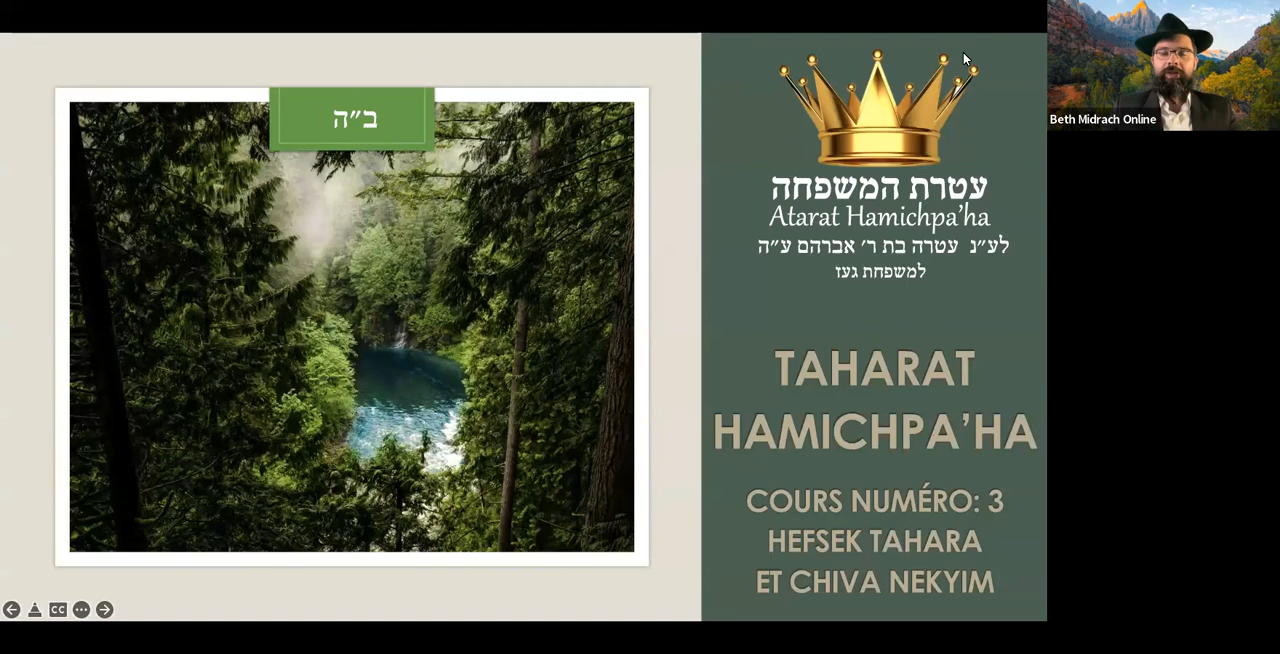 ב״ה
עטרת המשפחה
Atarat Hamichpa’ha
לע״נ עטרה בת ר׳ אברהם ע״ה
למשפחת געז
TAHARAT
HAMICHPA’HA
COURS NUMÉRO: 3
HEFSEK TAHARA
ET CHIVA NEKYIM
Beth Midrach Online
CC